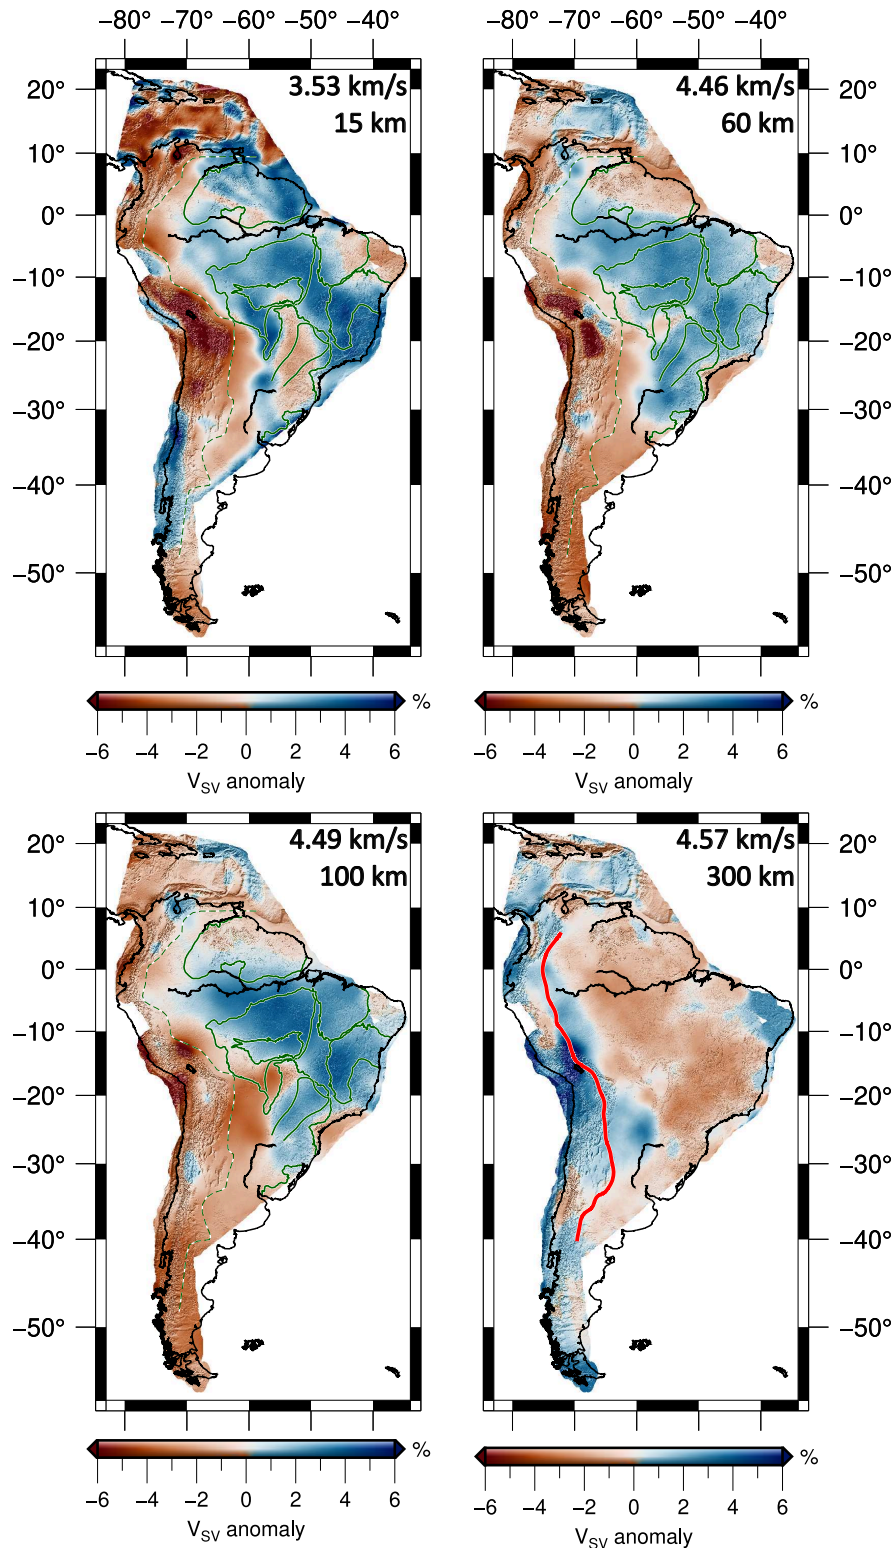 −80° −70° −60° −50° −40° −80° −70° −60° −50° −40°
20° 3.53 km/s 4.46 km/s 20°
15 km 60 km
10° 10°
0° 0°
−10° −10°
−20° −20°
−30° −30°
−40° −40°
−50° −50°
% %
−6 −4 −2 0 2 4 6 −6 −4 −2 0 2 4 6
VSV anomaly VSV anomaly
20° 4.49 km/s 4.57 km/s 20°
100 km 300 km
10° 10°
0° 0°
−10° −10°
−20° −20°
−30° −30°
−40° −40°
−50° −50°
% %
−6 −4 −2 0 2 4 6 −6 −4 −2 0 2 4 6
VSV anomaly VSV anomaly